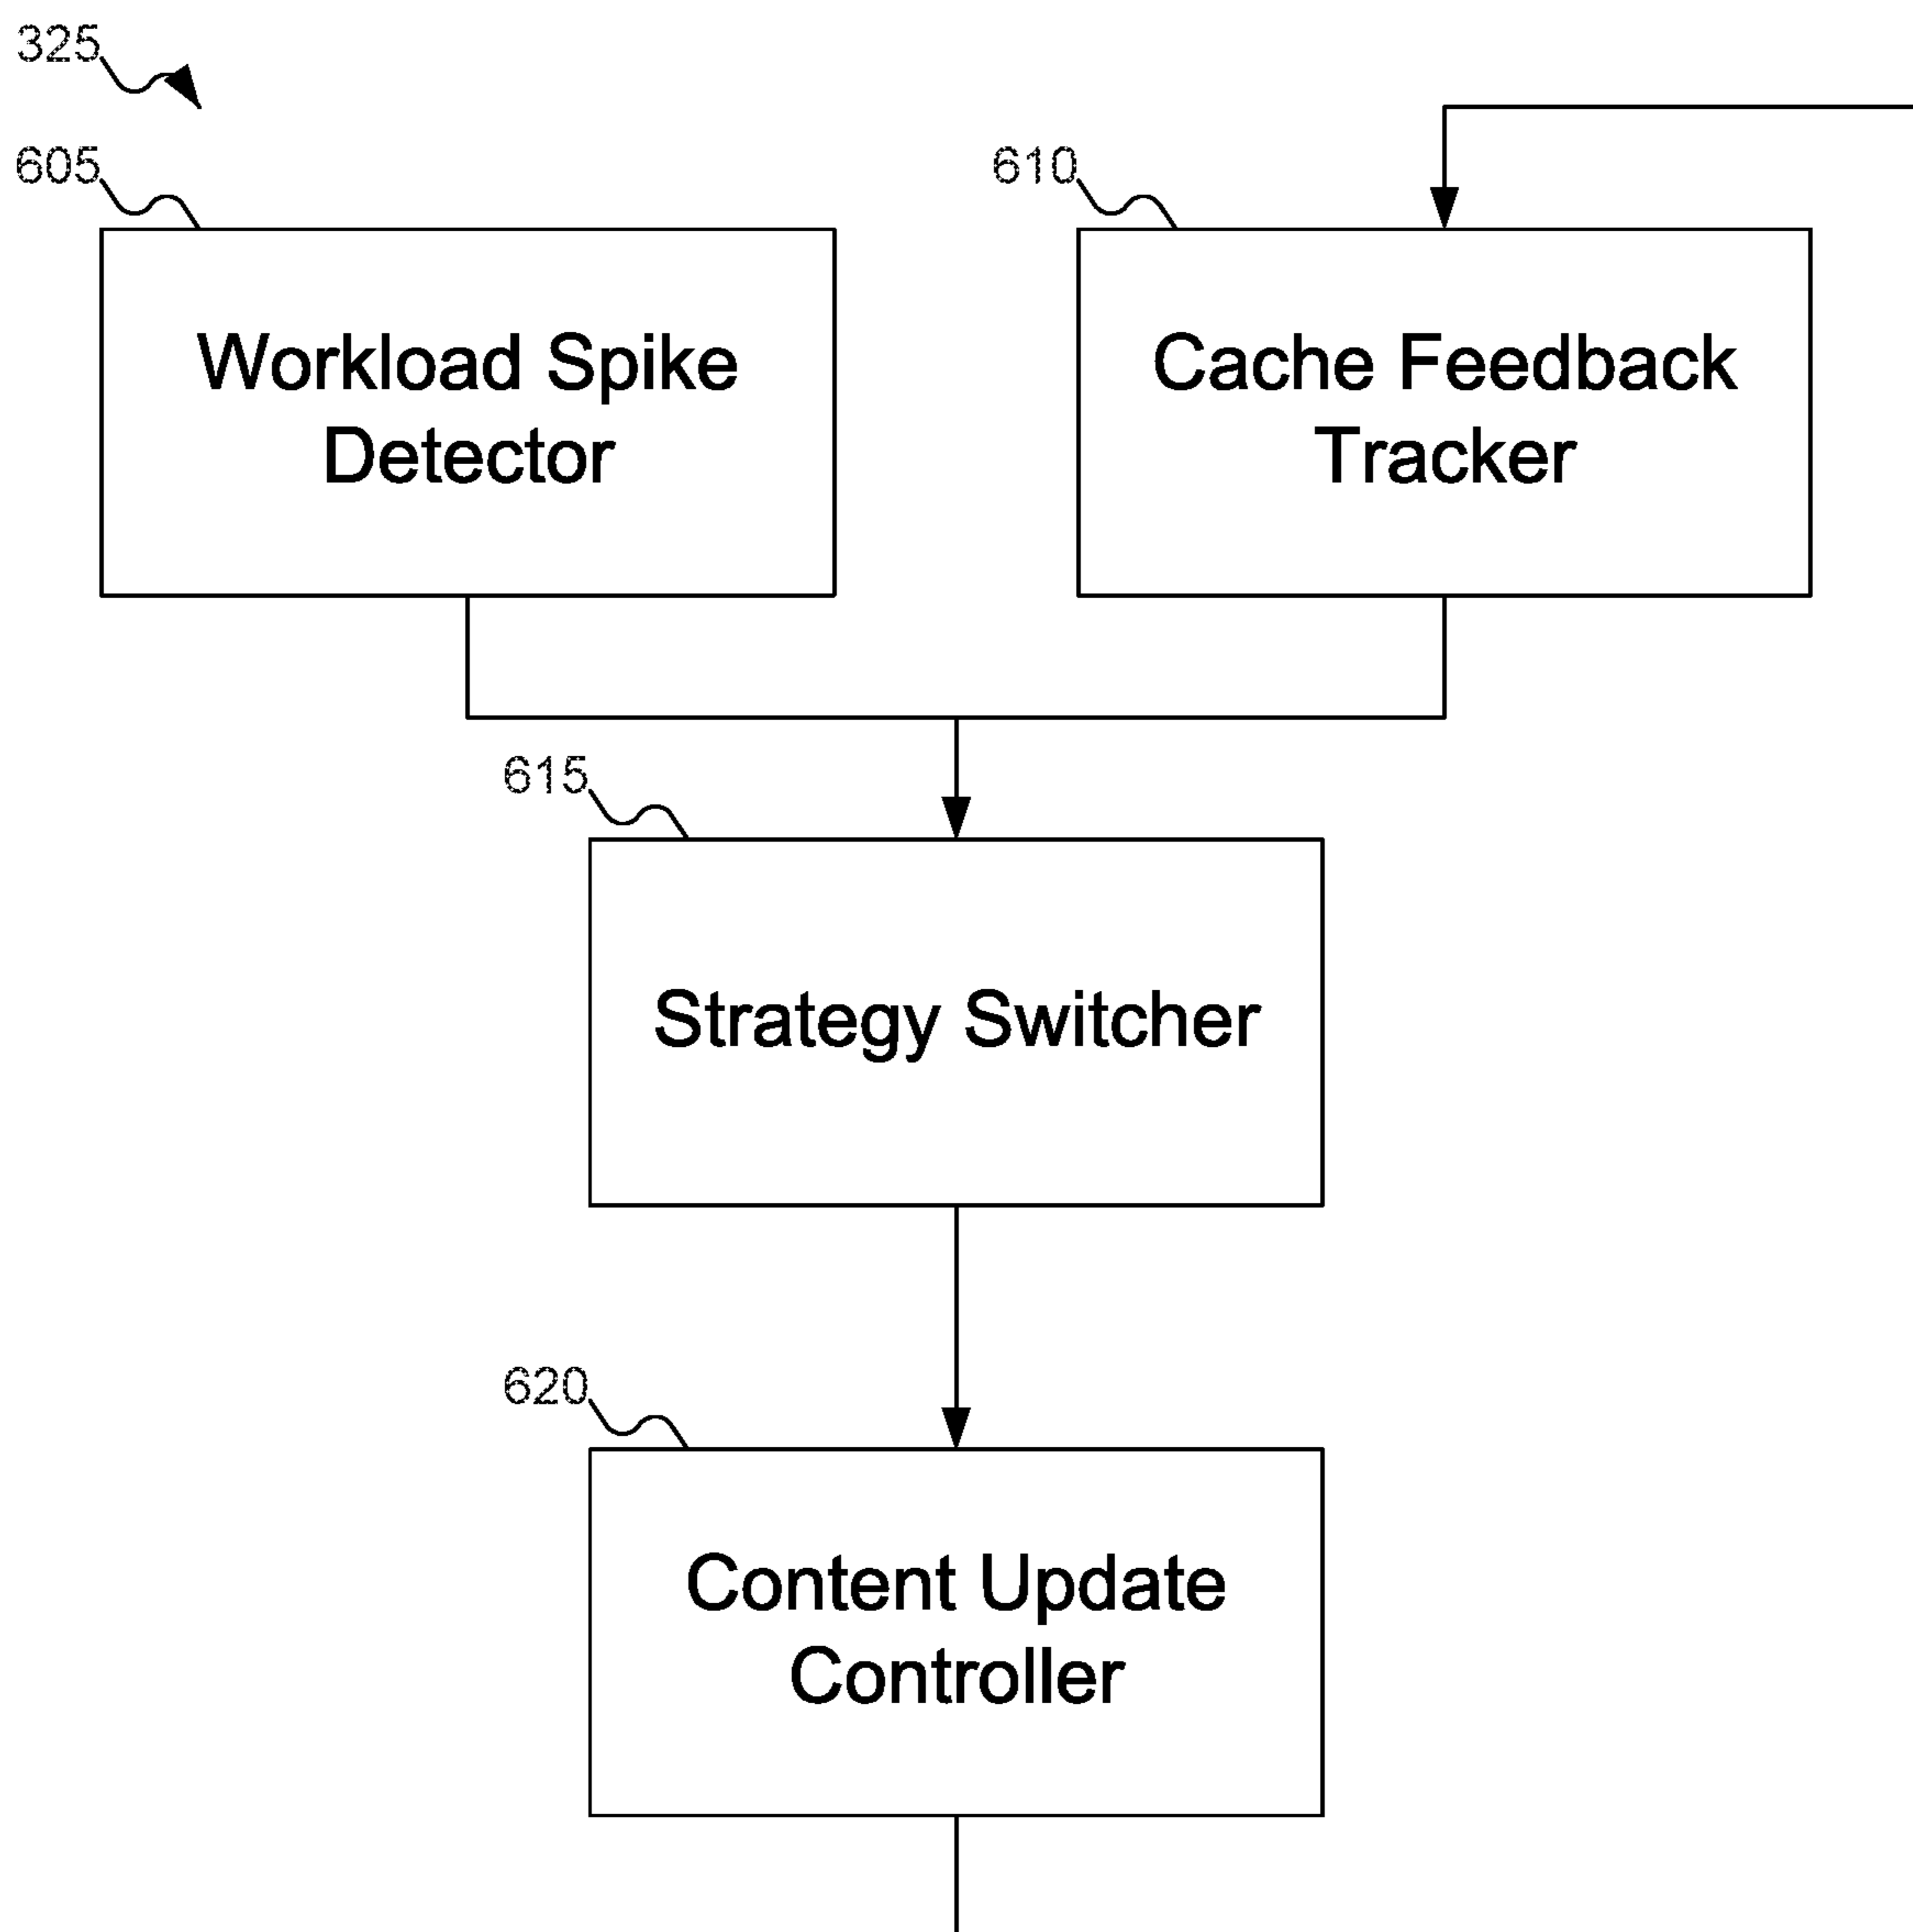 325
605
610
Workload Spike
Detector
Cache Feedback
Tracker
615
Strategy Switcher
620
Content Update
Controller